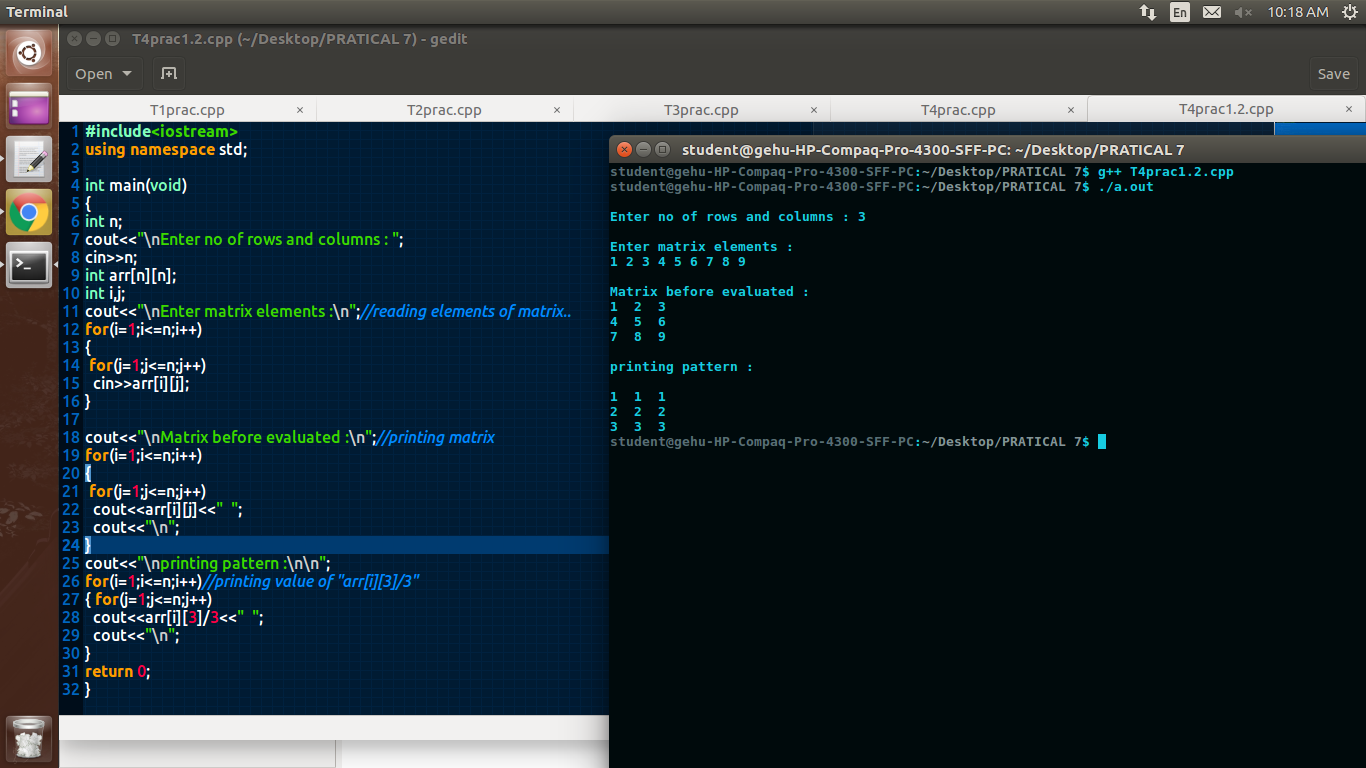 Terminal
En
10:18 AM
T4prac1.2.cpp (~/Desktop/PRATICAL 7) - gedit
Open
Save
T1prac.cpp ×
T2prac.cpp ×
T3prac.cpp ×
T4prac.cpp ×
T4prac1.2.cpp ×
1 #include<iostream>
2 using namespace std;
3
4 int main(void)
5 {
6 int n;
7 cout<<"\nEnter no of rows and columns : ";
8 cin>>n;
9 int arr[n][n];
10 int i,j;
11 cout<<"\nEnter matrix elements :\n";//reading elements of matrix..
12 for(i=1;i<=n;i++)
13 {
14  for(j=1;j<=n;j++)
15   cin>>arr[i][j];
16 }
17
18 cout<<"\nMatrix before evaluated :\n";//printing matrix
19 for(i=1;i<=n;i++)
20 {
21  for(j=1;j<=n;j++)
22   cout<<arr[i][j]<<"  ";
23   cout<<"\n";
24 }
25 cout<<"\nprinting pattern :\n\n";
26 for(i=1;i<=n;i++)//printing value of "arr[i][3]/3"
27 { for(j=1;j<=n;j++)
28   cout<<arr[i][3]/3<<"  ";
29   cout<<"\n";
30 }
31 return 0;
32 }
student@gehu-HP-Compaq-Pro-4300-SFF-PC: ~/Desktop/PRATICAL 7
student@gehu-HP-Compaq-Pro-4300-SFF-PC:~/Desktop/PRATICAL 7$ g++ T4prac1.2.cpp
student@gehu-HP-Compaq-Pro-4300-SFF-PC:~/Desktop/PRATICAL 7$ ./a.out
Enter no of rows and columns : 3
Enter matrix elements :
1 2 3 4 5 6 7 8 9
Matrix before evaluated :
1  2  3
4  5  6
7  8  9
printing pattern :
1  1  1
2  2  2
3  3  3
student@gehu-HP-Compaq-Pro-4300-SFF-PC:~/Desktop/PRATICAL 7$